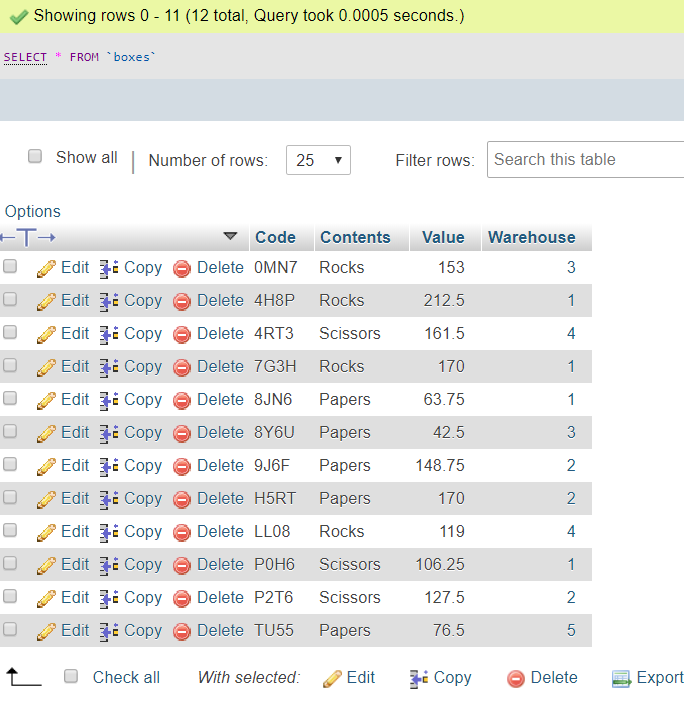 Showing rows 0 - 11 (12 total, Query took 0.0005 seconds.)
SELECT * FROM `boxes`
Show all | Number of rows: 25 Filter rows: Search this table
Options
Code Contents Value Warehouse
Edit Copy Delete 0MN7 Rocks 153 3
Edit Copy Delete 4H8P Rocks 212.5 1
Edit Copy Delete 4RT3 Scissors 161.5 4
Edit Copy Delete 7G3H Rocks 170 1
Edit Copy Delete 8JN6 Papers 63.75 1
Edit Copy Delete 8Y6U Papers 42.5 3
Edit Copy Delete 9J6F Papers 148.75 2
Edit Copy Delete H5RT Papers 170 2
Edit Copy Delete LL08 Rocks 119 4
Edit Copy Delete P0H6 Scissors 106.25 1
Edit Copy Delete P2T6 Scissors 127.5 2
Edit Copy Delete TU55 Papers 76.5 5
Check all With selected: Edit Copy Delete Export